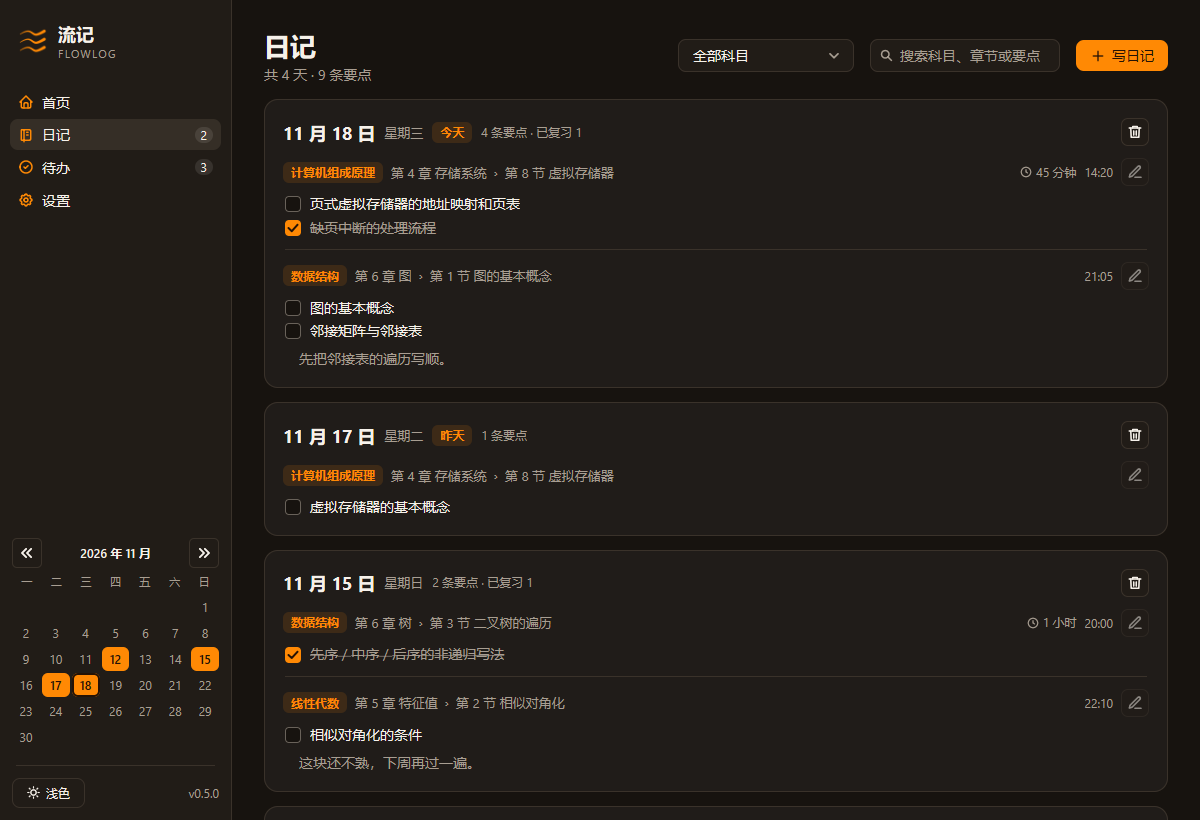 流记
FLOWLOG
首页
日记 2
待办 3
设置
2026 年 11 月
一 二 三 四 五 六 日
1
2 3 4 5 6 7 8
9 10 11 12 13 14 15
16 17 18 19 20 21 22
23 24 25 26 27 28 29
30
浅色 v0.5.0
日记
共 4 天 · 9 条要点
全部科目
搜索科目、章节或要点
写日记
11 月 18 日 星期三 今天 4 条要点 · 已复习 1
计算机组成原理 第 4 章 存储系统 › 第 8 节 虚拟存储器 45 分钟 14:20
页式虚拟存储器的地址映射和页表
缺页中断的处理流程
数据结构 第 6 章 图 › 第 1 节 图的基本概念 21:05
图的基本概念
邻接矩阵与邻接表
先把邻接表的遍历写顺。
11 月 17 日 星期二 昨天 1 条要点
计算机组成原理 第 4 章 存储系统 › 第 8 节 虚拟存储器
虚拟存储器的基本概念
11 月 15 日 星期日 2 条要点 · 已复习 1
数据结构 第 6 章 树 › 第 3 节 二叉树的遍历 1 小时 20:00
先序 / 中序 / 后序的非递归写法
线性代数 第 5 章 特征值 › 第 2 节 相似对角化 22:10
相似对角化的条件
这块还不熟，下周再过一遍。